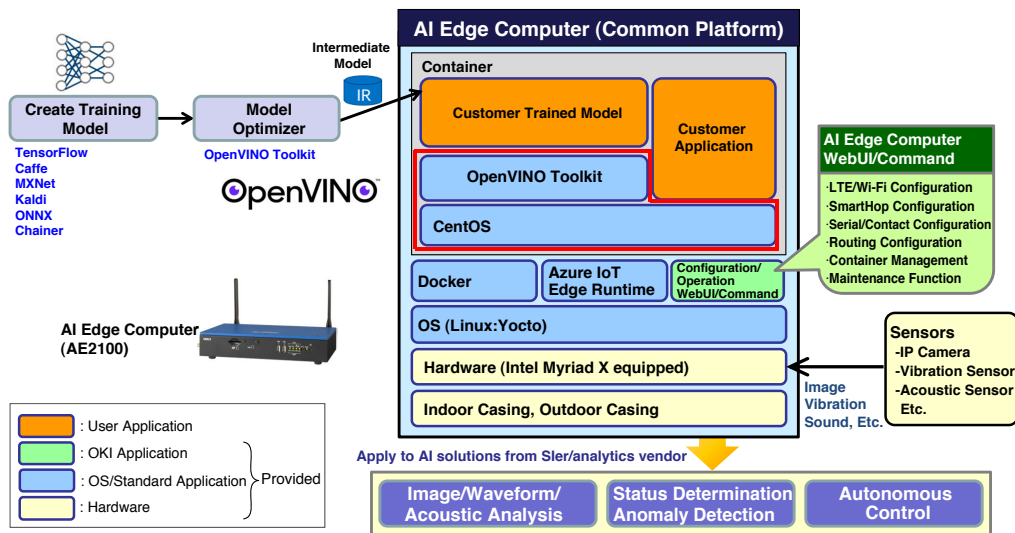 AI Edge Computer (Common Platform)
Intermediate
Model
IR
Create Training
Model
Model
Optimizer
TensorFlow
Caffe
MXNet
Kaldi
ONNX
Chainer
OpenVINO Toolkit
OpenVINO™
Container
Customer Trained Model
Customer
Application
OpenVINO Toolkit
CentOS
Docker
Azure IoT
Edge Runtime
Configuration/
Operation
WebUI/Command
OS (Linux:Yocto)
Hardware (Intel Myriad X equipped)
Indoor Casing, Outdoor Casing
AI Edge Computer
WebUI/Command
·LTE/Wi-Fi Configuration
·SmartHop Configuration
·Serial/Contact Configuration
·Routing Configuration
·Container Management
·Maintenance Function
AI Edge Computer
(AE2100)
Sensors
-IP Camera
-Vibration Sensor
-Acoustic Sensor
Etc.
Image
Vibration
Sound, Etc.
: User Application
: OKI Application
: OS/Standard Application
: Hardware
Provided
Apply to AI solutions from SIer/analytics vendor
Image/Waveform/
Acoustic Analysis
Status Determination
Anomaly Detection
Autonomous
Control